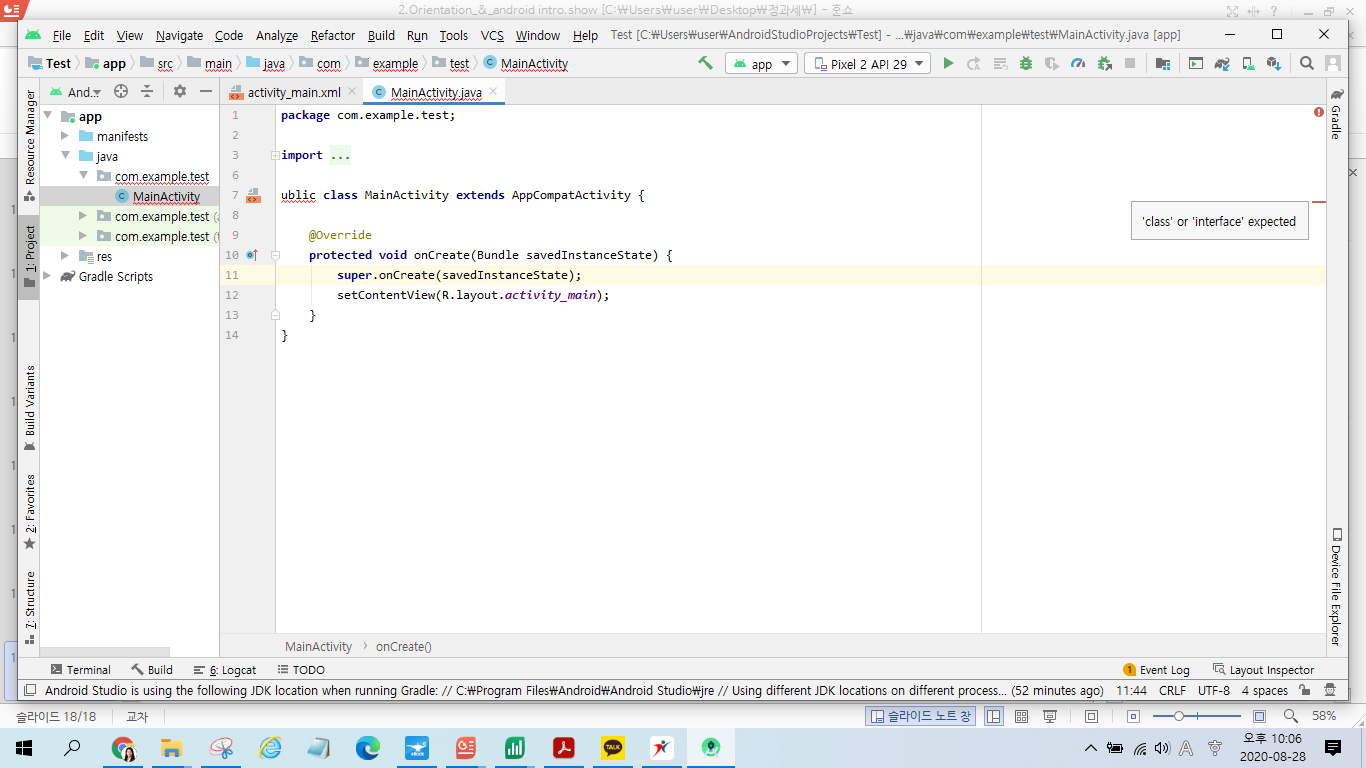 2.Orientation_&_android intro.show [C:₩Users₩user₩Desktop₩정과세₩] - 훈쇼
File Edit View Navigate Code Analyze Refactor Build Run Tools VCS Window Help Test [C:₩Users₩user₩AndroidStudioProjects₩Test] - ...₩java₩com₩example₩test₩MainActivity.java [app]
Test app src main java com example test MainActivity app Pixel 2 API 29
And.. activity_main.xml MainActivity.java
Resource Manager
1: Project
Build Variants
2: Favorites
7: Structure
app
manifests
java
com.example.test
MainActivity
com.example.test (a
com.example.test (t
res
Gradle Scripts
1 package com.example.test;
2
3 import ...
6
7 ublic class MainActivity extends AppCompatActivity {
8
9 @Override
10 protected void onCreate(Bundle savedInstanceState) {
11 super.onCreate(savedInstanceState);
12 setContentView(R.layout.activity_main);
13 }
14 }
'class' or 'interface' expected
Gradle
Device File Explorer
MainActivity onCreate()
Terminal Build 6: Logcat TODO 1 Event Log Layout Inspector
Android Studio is using the following JDK location when running Gradle: // C:₩Program Files₩Android₩Android Studio₩jre // Using different JDK locations on different process... (52 minutes ago) 11:44 CRLF UTF-8 4 spaces
슬라이드 18/18 교자 슬라이드 노트 창 58%
TALK A 오후 10:06
2020-08-28